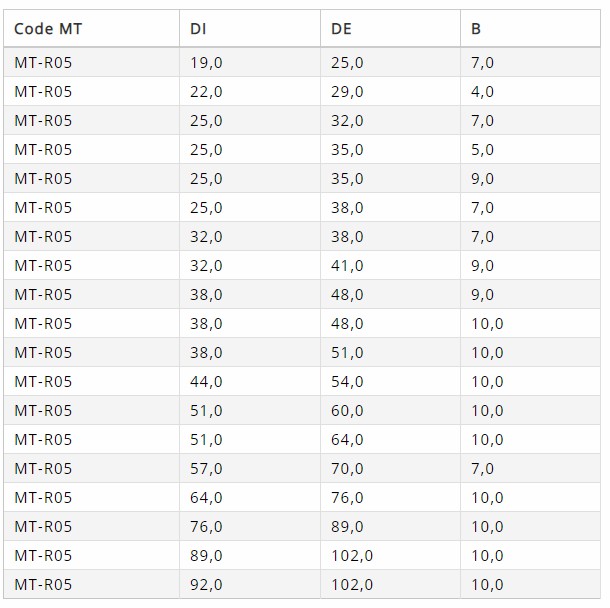 Code MT DI DE B
MT-R05 19,0 25,0 7,0
MT-R05 22,0 29,0 4,0
MT-R05 25,0 32,0 7,0
MT-R05 25,0 35,0 5,0
MT-R05 25,0 35,0 9,0
MT-R05 25,0 38,0 7,0
MT-R05 32,0 38,0 7,0
MT-R05 32,0 41,0 9,0
MT-R05 38,0 48,0 9,0
MT-R05 38,0 48,0 10,0
MT-R05 38,0 51,0 10,0
MT-R05 44,0 54,0 10,0
MT-R05 51,0 60,0 10,0
MT-R05 51,0 64,0 10,0
MT-R05 57,0 70,0 7,0
MT-R05 64,0 76,0 10,0
MT-R05 76,0 89,0 10,0
MT-R05 89,0 102,0 10,0
MT-R05 92,0 102,0 10,0